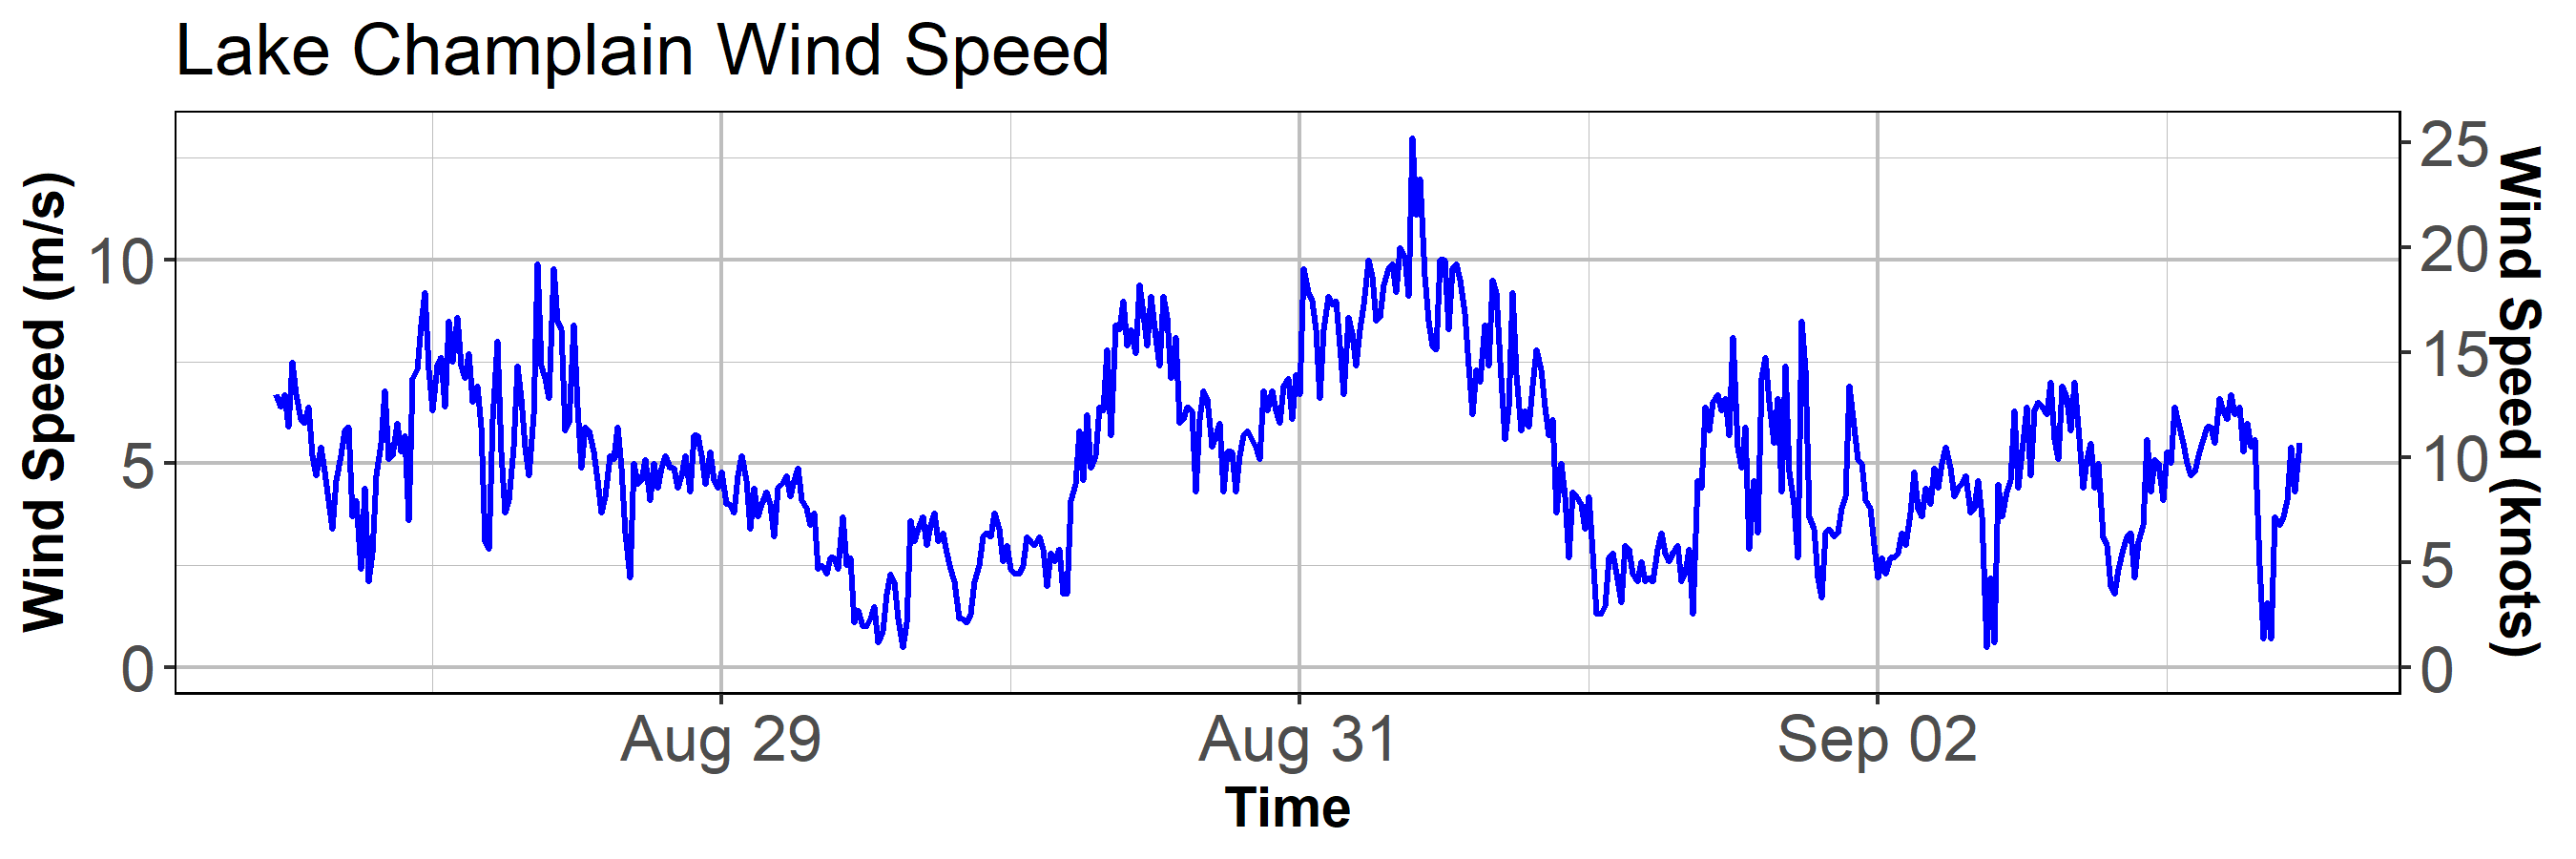 Lake Champlain Wind Speed
Wind Speed (m/s)
10
5
0
25
20
15
10
5
0
Wind Speed (knots)
Aug 29
Aug 31
Sep 02
Time